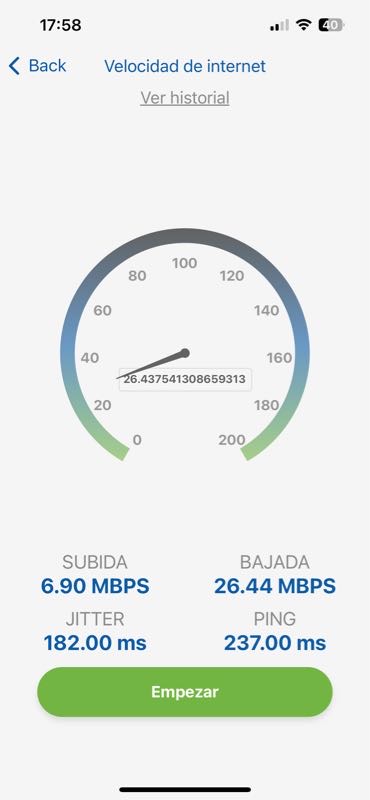 17:58
40
Back
Velocidad de internet
Ver historial
100
80
120
60
140
40
160
26.437541308659313
20
180
0
200
SUBIDA
BAJADA
6.90 MBPS
26.44 MBPS
JITTER
PING
182.00 ms
237.00 ms
Empezar